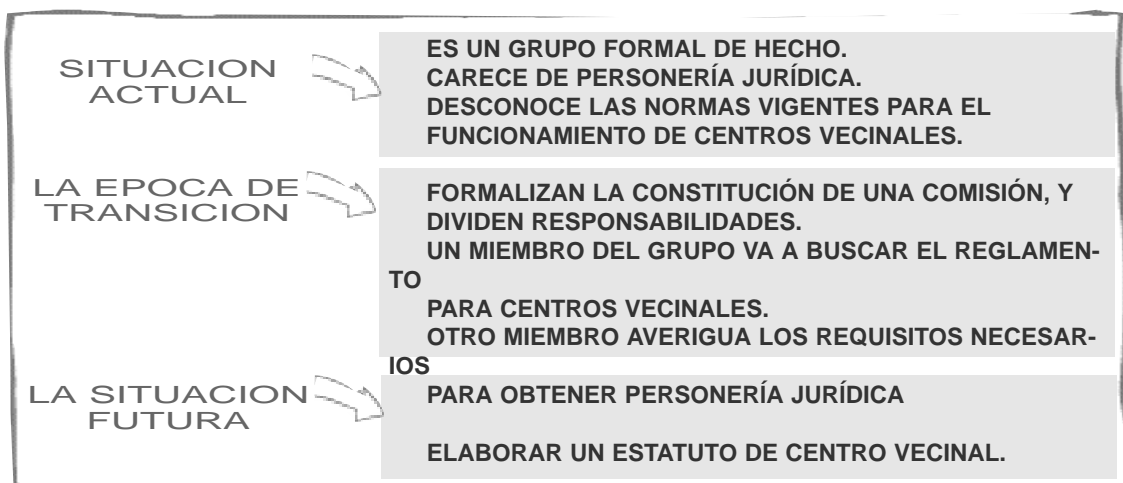 SITUACION
ACTUAL
ES UN GRUPO FORMAL DE HECHO.
CARECE DE PERSONERÍA JURÍDICA.
DESCONOCE LAS NORMAS VIGENTES PARA EL
FUNCIONAMIENTO DE CENTROS VECINALES.
LA EPOCA DE
TRANSICION
FORMALIZAN LA CONSTITUCIÓN DE UNA COMISIÓN, Y
DIVIDEN RESPONSABILIDADES.
UN MIEMBRO DEL GRUPO VA A BUSCAR EL REGLAMEN-
TO
PARA CENTROS VECINALES.
OTRO MIEMBRO AVERIGUA LOS REQUISITOS NECESAR-
IOS
LA SITUACION
FUTURA
PARA OBTENER PERSONERÍA JURÍDICA
ELABORAR UN ESTATUTO DE CENTRO VECINAL.